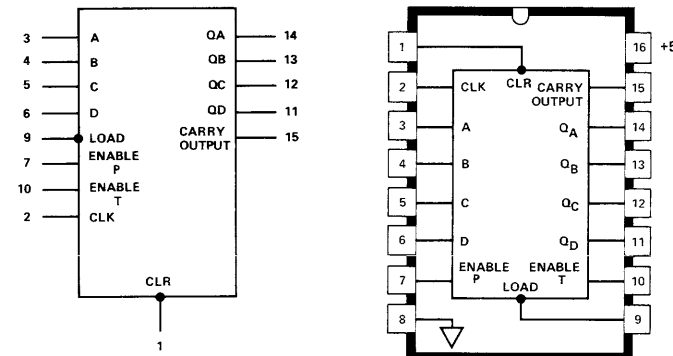 3 A QA 14
4 B QB 13
5 C QC 12
6 D QD 11
9 LOAD CARRY OUTPUT 15
7 ENABLE P
10 ENABLE T
2 CLK
CLR
1
1 16 +5
2 CLK CLR CARRY OUTPUT 15
3 A QA 14
4 B QB 13
5 C QC 12
6 D QD 11
7 ENABLE P ENABLE T 10
LOAD
8 9